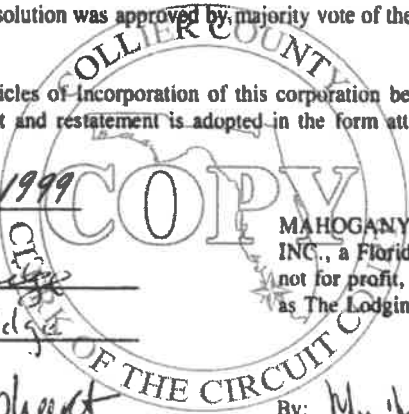 solution was approved by majority vote of the
COLLIER COUNTY
icles of Incorporation of this corporation be
t and restatement is adopted in the form att
1999
COPY
MAHOGANY
INC., a Florid
not for profit,
as The Lodgin
CLERK OF THE CIRCUIT C
By: